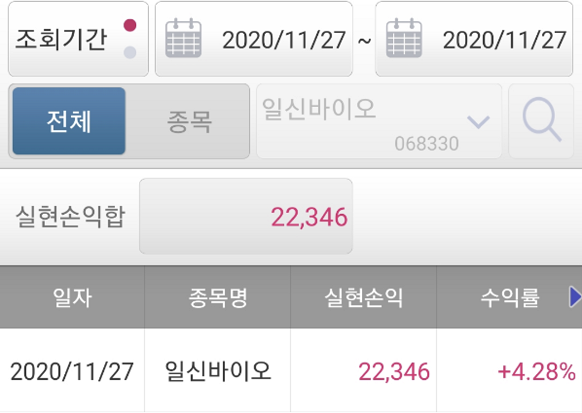 조회기간 2020/11/27 ~ 2020/11/27
전체 종목 일신바이오 068330
실현손익합 22,346
일자 종목명 실현손익 수익률
2020/11/27 일신바이오 22,346 +4.28%